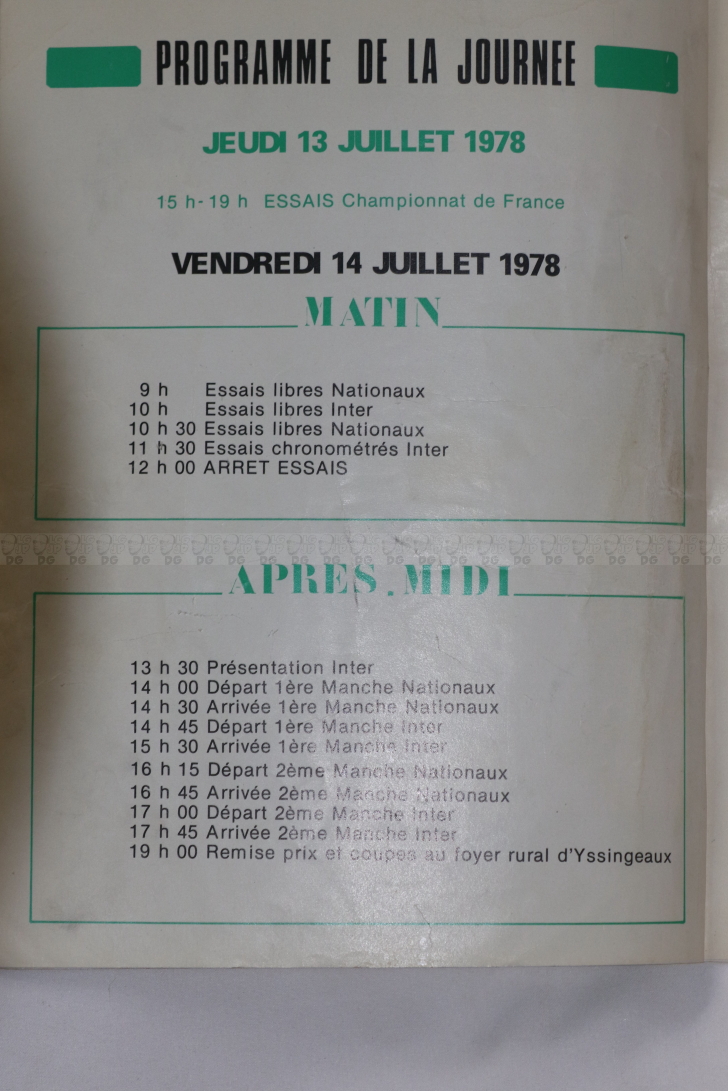 PROGRAMME DE LA JOURNEE
JEUDI 13 JUILLET 1978
15 h-19 h ESSAIS Championnat de France
VENDREDI 14 JUILLET 1978
MATIN
9 h Essais libres Nationaux
10 h Essais libres Inter
10 h 30 Essais libres Nationaux
11 h 30 Essais chronométrés Inter
12 h 00 ARRET ESSAIS
APRES.MIDI
13 h 30 Présentation Inter
14 h 00 Départ 1ère Manche Nationaux
14 h 30 Arrivée 1ère Manche Nationaux
14 h 45 Départ 1ère Manche Inter
15 h 30 Arrivée 1ère Manche Inter
16 h 15 Départ 2ème Manche Nationaux
16 h 45 Arrivée 2ème Manche Nationaux
17 h 00 Départ 2ème Manche Inter
17 h 45 Arrivée 2ème Manche Inter
19 h 00 Remise prix et coupes au foyer rural d'Yssingeaux